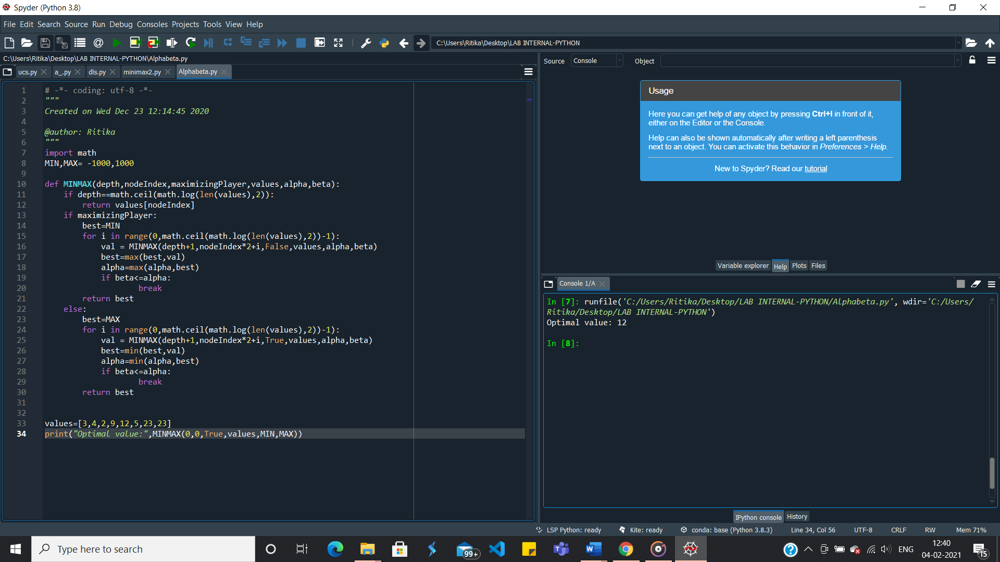 Spyder (Python 3.8)
File Edit Search Source Run Debug Consoles Projects Tools View Help
C:\Users\Ritika\Desktop\LAB INTERNAL-PYTHON
C:\Users\Ritika\Desktop\LAB INTERNAL-PYTHON\Alphabeta.py
ucs.py a_.py dls.py minimax2.py Alphabeta.py
1 # -*- coding: utf-8 -*-
2 """
3 Created on Wed Dec 23 12:14:45 2020
4
5 @author: Ritika
6 """
7 import math
8 MIN,MAX= -1000,1000
9
10 def MINMAX(depth,nodeIndex,maximizingPlayer,values,alpha,beta):
11     if depth==math.ceil(math.log(len(values),2)):
12         return values[nodeIndex]
13     if maximizingPlayer:
14         best=MIN
15         for i in range(0,math.ceil(math.log(len(values),2))-1):
16             val = MINMAX(depth+1,nodeIndex*2+i,False,values,alpha,beta)
17             best=max(best,val)
18             alpha=max(alpha,best)
19             if beta<=alpha:
20                     break
21         return best
22     else:
23         best=MAX
24         for i in range(0,math.ceil(math.log(len(values),2))-1):
25             val = MINMAX(depth+1,nodeIndex*2+i,True,values,alpha,beta)
26             best=min(best,val)
27             alpha=min(alpha,best)
28             if beta<=alpha:
29                     break
30         return best
31
32
33 values=[3,4,2,9,12,5,23,23]
34 print("Optimal value:",MINMAX(0,0,True,values,MIN,MAX))
Source Console Object
Usage
Here you can get help of any object by pressing Ctrl+I in front of it,
either on the Editor or the Console.
Help can also be shown automatically after writing a left parenthesis
next to an object. You can activate this behavior in Preferences > Help.
New to Spyder? Read our tutorial
Variable explorer Help Plots Files
Console 1/A
In [7]: runfile('C:/Users/Ritika/Desktop/LAB INTERNAL-PYTHON/Alphabeta.py', wdir='C:/Users/
Ritika/Desktop/LAB INTERNAL-PYTHON')
Optimal value: 12
In [8]:
IPython console History
LSP Python: ready Kite: ready conda: base (Python 3.8.3) Line 34, Col 56 UTF-8 CRLF RW Mem 71%
Type here to search
99+
ENG
12:40
04-02-2021
15